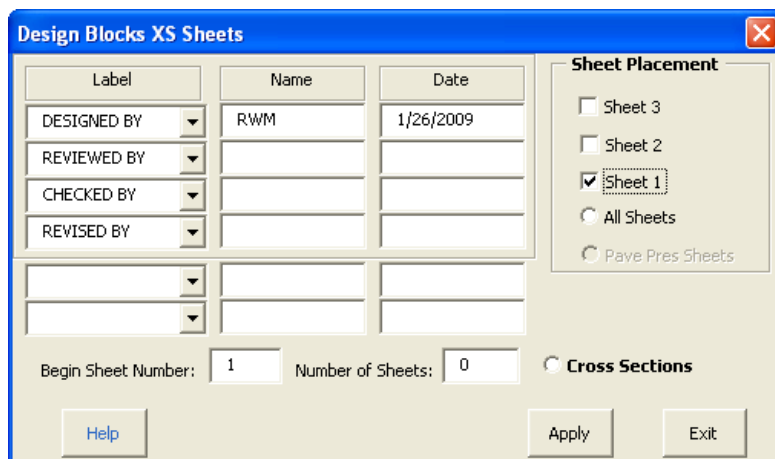 Design Blocks XS Sheets
Label Name Date
DESIGNED BY RWM 1/26/2009
REVIEWED BY
CHECKED BY
REVISED BY
Sheet Placement
Sheet 3
Sheet 2
Sheet 1
All Sheets
Pave Pres Sheets
Begin Sheet Number: 1 Number of Sheets: 0 Cross Sections
Help Apply Exit